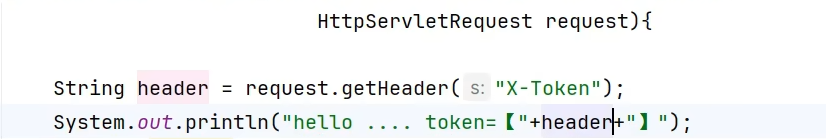 HttpServletRequest request){
String header = request.getHeader( s: "X-Token");
System.out.println("hello .... token=【"+header+"】");